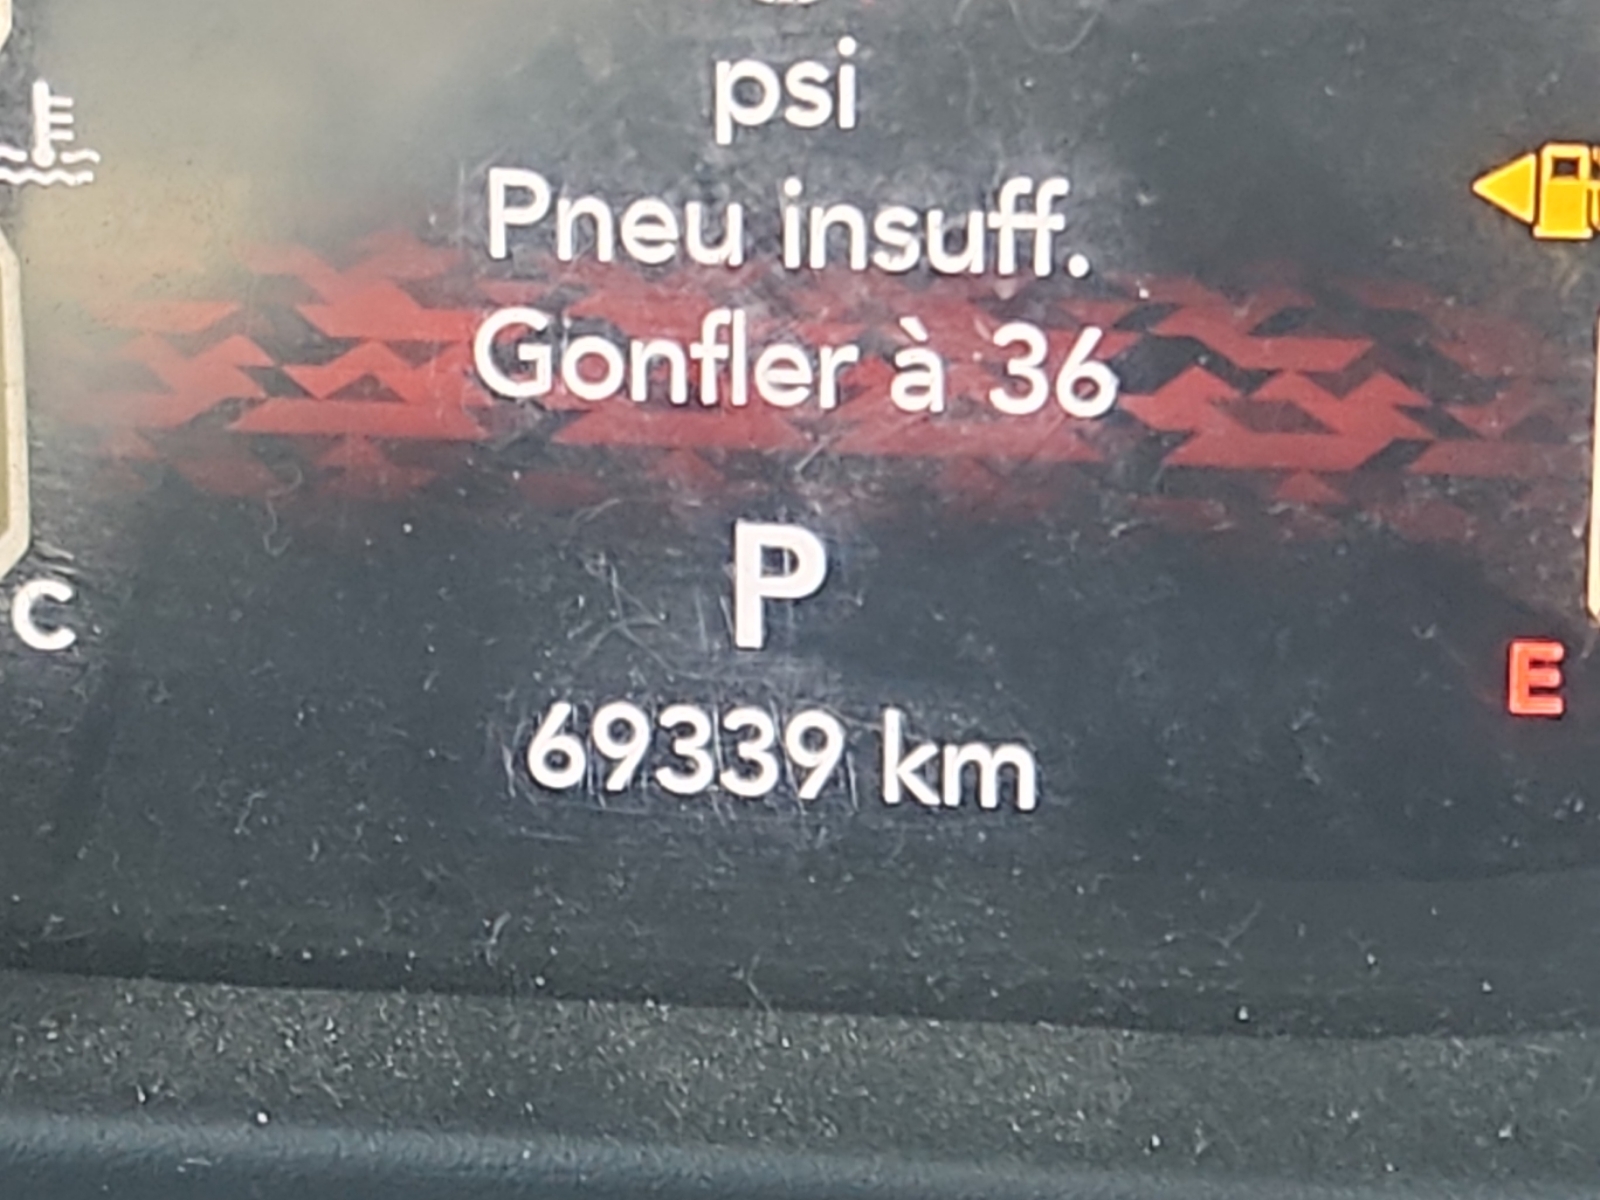 psi
Pneu insuff.
Gonfler à 36
P
C
E
69339 km